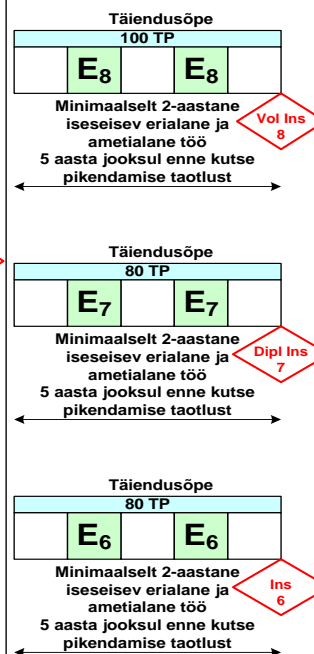 Täiendusõpe
100 TP
E8 E8
Minimaalselt 2-aastane
iseseisev erialane ja
ametialane töö
5 aasta jooksul enne kutse
pikendamise taotlust
Vol Ins
8
Täiendusõpe
80 TP
E7 E7
Minimaalselt 2-aastane
iseseisev erialane ja
ametialane töö
5 aasta jooksul enne kutse
pikendamise taotlust
Dipl Ins
7
Täiendusõpe
80 TP
E6 E6
Minimaalselt 2-aastane
iseseisev erialane ja
ametialane töö
5 aasta jooksul enne kutse
pikendamise taotlust
Ins
6